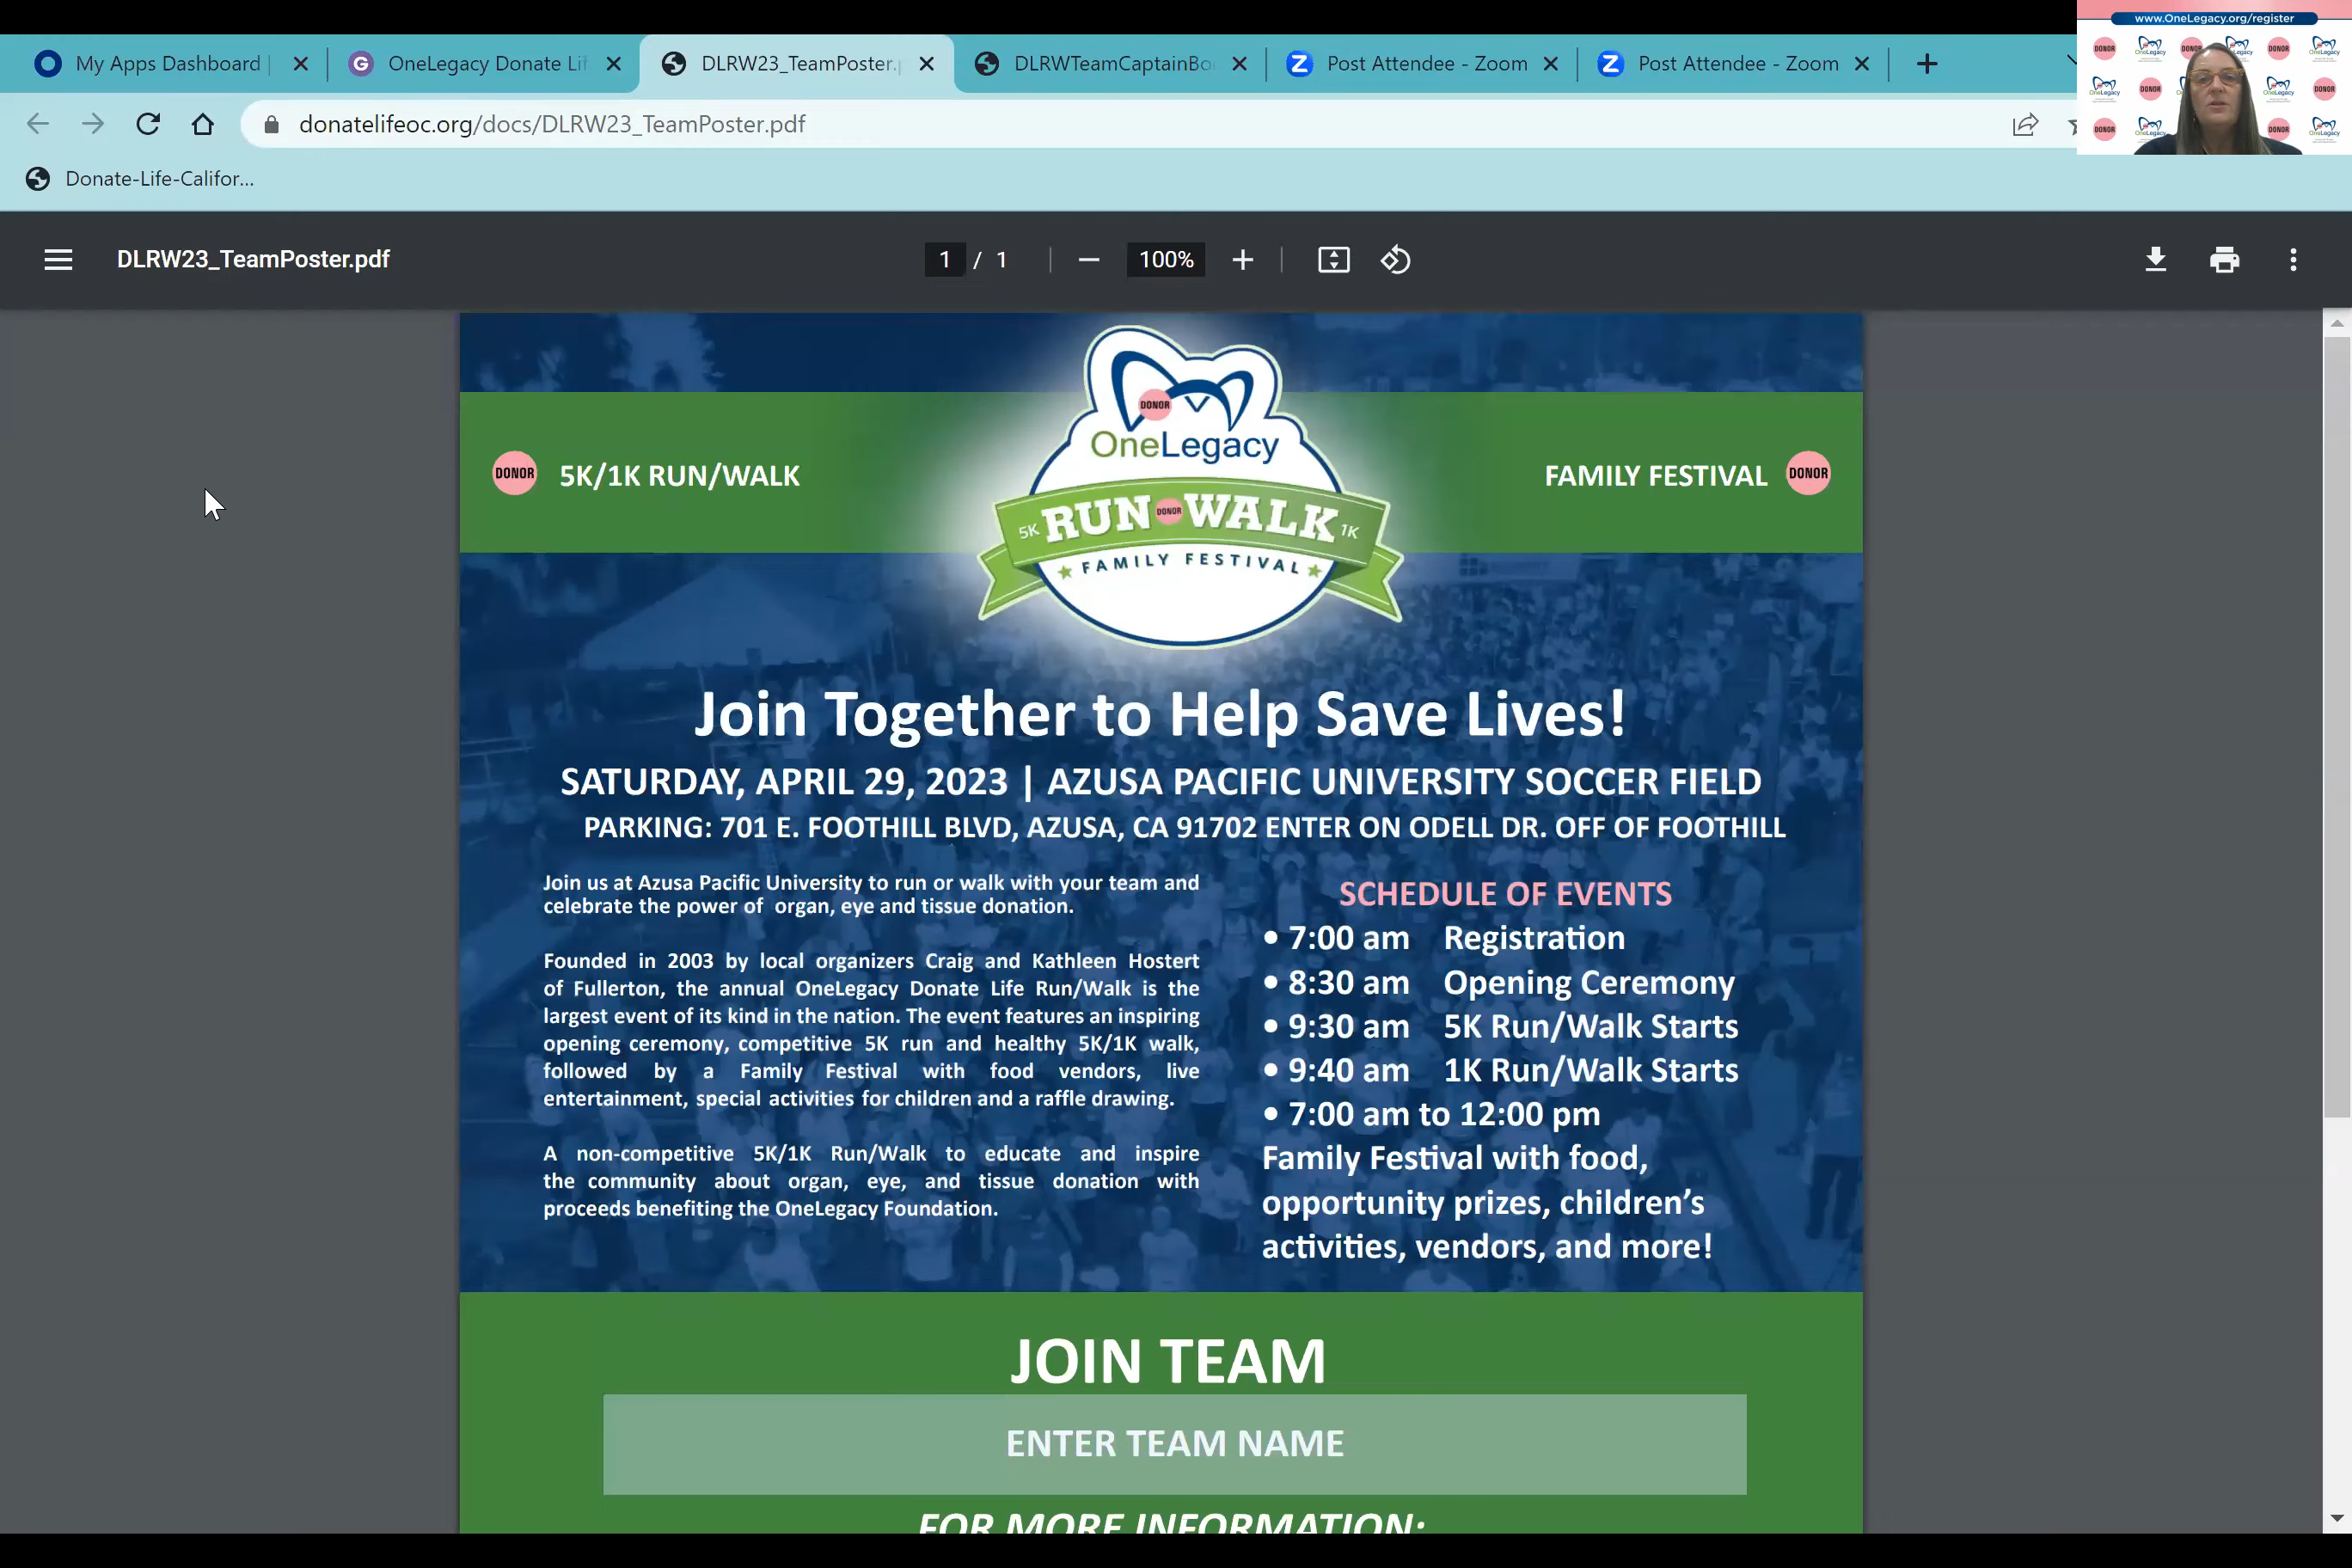 www.OneLegacy.org/register
My Apps Dashboard |
OneLegacy Donate Lif
DLRW23_TeamPoster.p
DLRWTeamCaptainBo
Post Attendee - Zoom
Post Attendee - Zoom
donatelifeoc.org/docs/DLRW23_TeamPoster.pdf
Donate-Life-Califor...
DLRW23_TeamPoster.pdf
1 / 1
100%
DONOR
OneLegacy
DONOR 5K/1K RUN/WALK
FAMILY FESTIVAL DONOR
5K RUN DONOR WALK 1K
FAMILY FESTIVAL
Join Together to Help Save Lives!
SATURDAY, APRIL 29, 2023 | AZUSA PACIFIC UNIVERSITY SOCCER FIELD
PARKING: 701 E. FOOTHILL BLVD, AZUSA, CA 91702 ENTER ON ODELL DR. OFF OF FOOTHILL
Join us at Azusa Pacific University to run or walk with your team and
celebrate the power of organ, eye and tissue donation.
Founded in 2003 by local organizers Craig and Kathleen Hostert
of Fullerton, the annual OneLegacy Donate Life Run/Walk is the
largest event of its kind in the nation. The event features an inspiring
opening ceremony, competitive 5K run and healthy 5K/1K walk,
followed by a Family Festival with food vendors, live
entertainment, special activities for children and a raffle drawing.
A non-competitive 5K/1K Run/Walk to educate and inspire
the community about organ, eye, and tissue donation with
proceeds benefiting the OneLegacy Foundation.
SCHEDULE OF EVENTS
• 7:00 am Registration
• 8:30 am Opening Ceremony
• 9:30 am 5K Run/Walk Starts
• 9:40 am 1K Run/Walk Starts
• 7:00 am to 12:00 pm
Family Festival with food,
opportunity prizes, children's
activities, vendors, and more!
JOIN TEAM
ENTER TEAM NAME
FOR MORE INFORMATION: